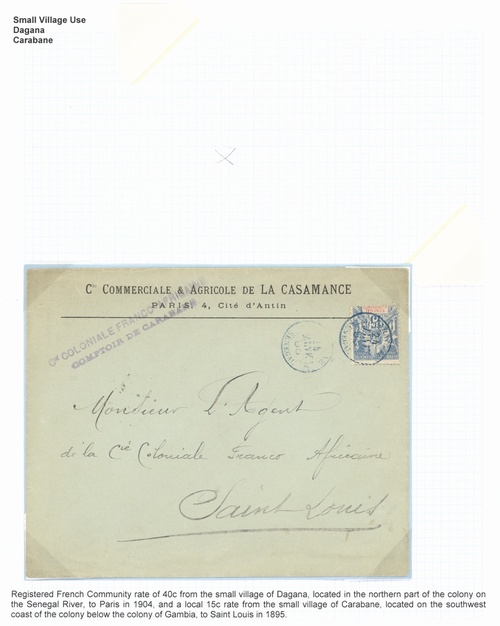 Small Village Use
Dagana
Carabane
Cie COMMERCIALE & AGRICOLE DE LA CASAMANCE
PARIS, 4, Cité d'Antin
Cie COLONIALE FRANCO-AFRICAINE
COMPTOIR DE CARABANE
Monsieur l'Agent
de la Cie Coloniale Franco Africaine
Saint Louis
Registered French Community rate of 40c from the small village of Dagana, located in the northern part of the colony on
the Senegal River, to Paris in 1904, and a local 15c rate from the small village of Carabane, located on the southwest
coast of the colony below the colony of Gambia, to Saint Louis in 1895.